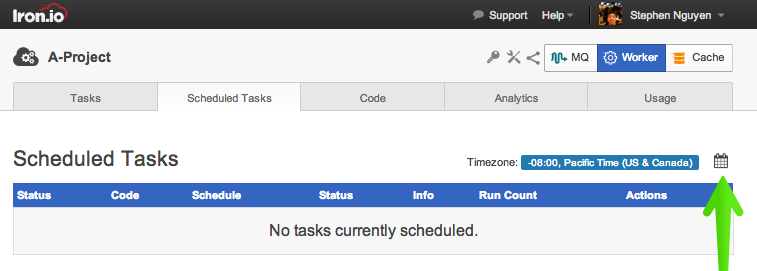 Iron.io Support Help Stephen Nguyen
A-Project MQ Worker Cache
Tasks Scheduled Tasks Code Analytics Usage
Scheduled Tasks Timezone: -08:00, Pacific Time (US & Canada)
Status Code Schedule Status Info Run Count Actions
No tasks currently scheduled.